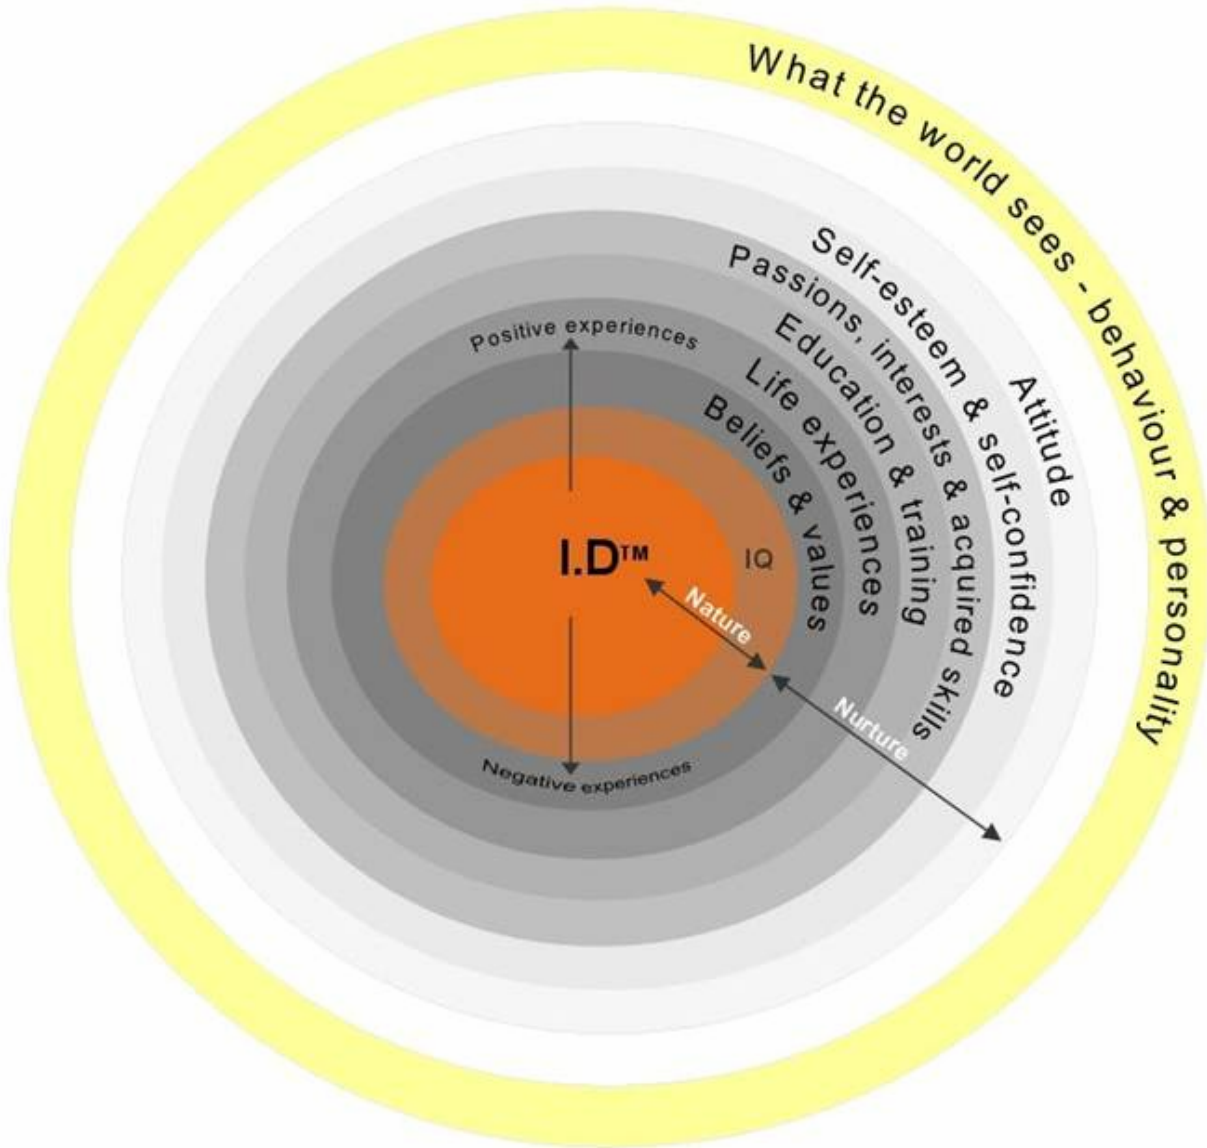 What the world sees - behaviour & personality
Attitude
Self-esteem & self-confidence
Passions, interests & acquired skills
Education & training
Life experiences
Beliefs & values
Positive experiences
I.D™
IQ
Nature
Nurture
Negative experiences